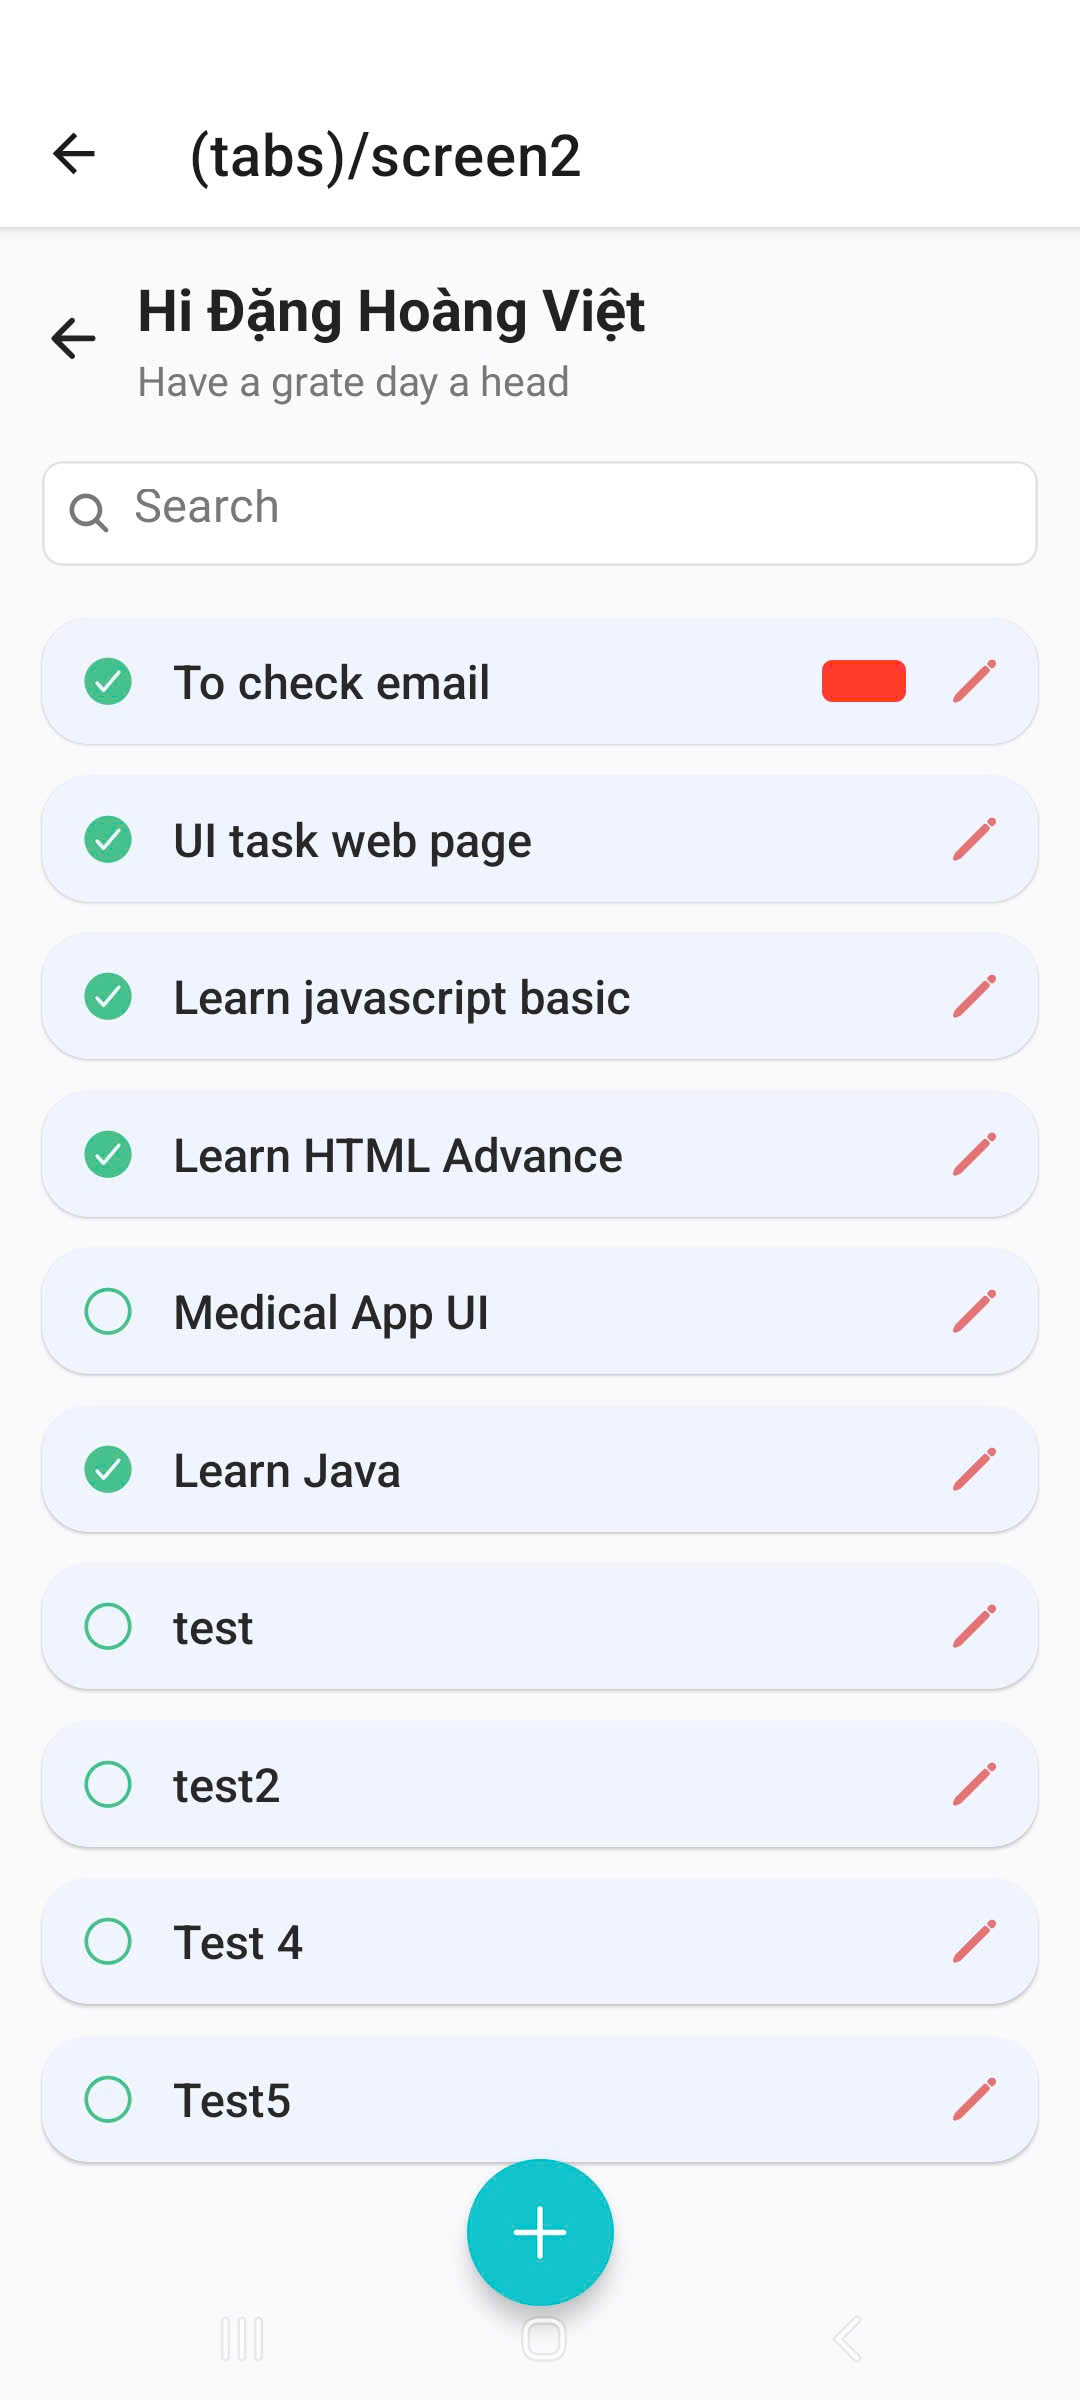 (tabs)/screen2
Hi Đặng Hoàng Việt
Have a grate day a head
Search
To check email
UI task web page
Learn javascript basic
Learn HTML Advance
Medical App UI
Learn Java
test
test2
Test 4
Test5